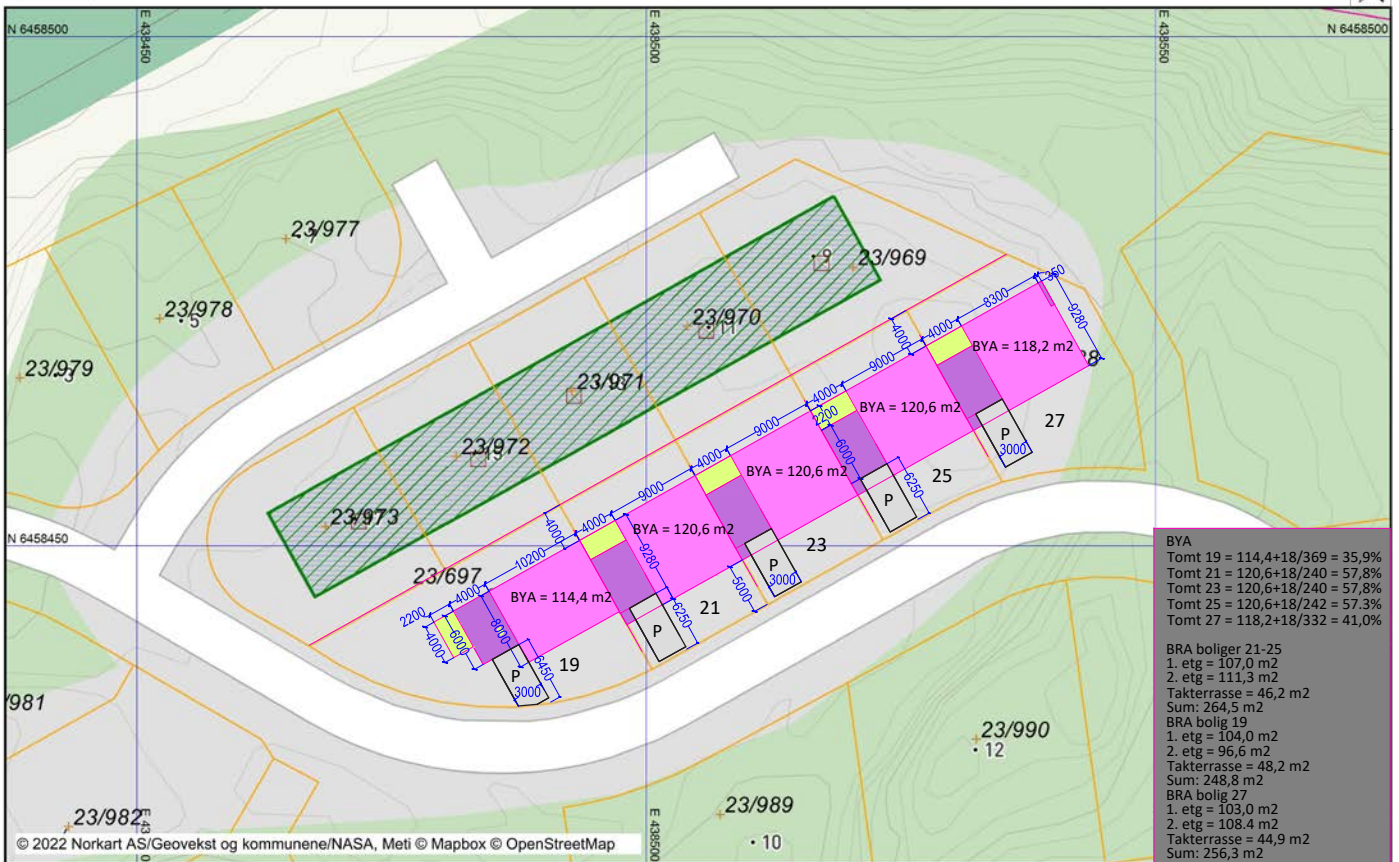 N 6458500
E 438450
E 438500
E 438550
N 6458500
23/977
23/978
5
23/979
23/969
9
23/970
11
23/971
23/972
23/973
23/697
N 6458450
350
8300
9280
4000
4000
BYA = 118,2 m2
9000
4000
BYA = 120,6 m2
2200
6000
9000
4000
BYA = 120,6 m2
9000
4000
BYA = 120,6 m2
9280
4000
10200
4000
BYA = 114,4 m2
2200
4000
6000
8000
P
3000
27
P
6250
25
P
3000
5000
23
P
6250
21
P
3000
6450
19
23/990
12
23/989
10
/981
23/982
E 438500
BYA
Tomt 19 = 114,4+18/369 = 35,9%
Tomt 21 = 120,6+18/240 = 57,8%
Tomt 23 = 120,6+18/240 = 57,8%
Tomt 25 = 120,6+18/242 = 57.3%
Tomt 27 = 118,2+18/332 = 41,0%
BRA boliger 21-25
1. etg = 107,0 m2
2. etg = 111,3 m2
Takterrasse = 46,2 m2
Sum: 264,5 m2
BRA bolig 19
1. etg = 104,0 m2
2. etg = 96,6 m2
Takterrasse = 48,2 m2
Sum: 248,8 m2
BRA bolig 27
1. etg = 103,0 m2
2. etg = 108.4 m2
Takterrasse = 44,9 m2
Sum: 256,3 m2
© 2022 Norkart AS/Geovekst og kommunene/NASA, Meti © Mapbox © OpenStreetMap